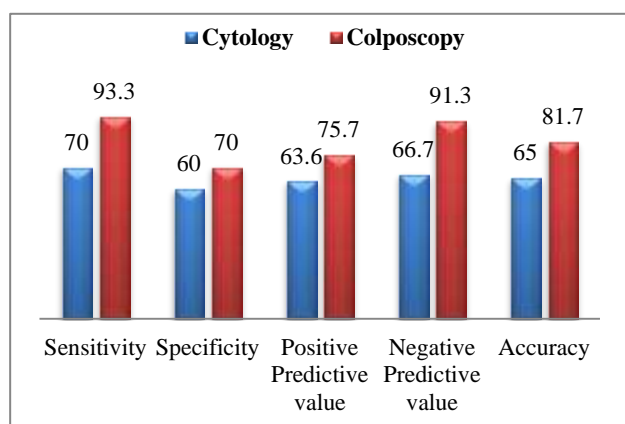 Cytology Colposcopy
93.3
91.3
81.7
75.7
70
70
66.7
65
63.6
60
Sensitivity Specificity Positive Negative Accuracy
Predictive Predictive
value value